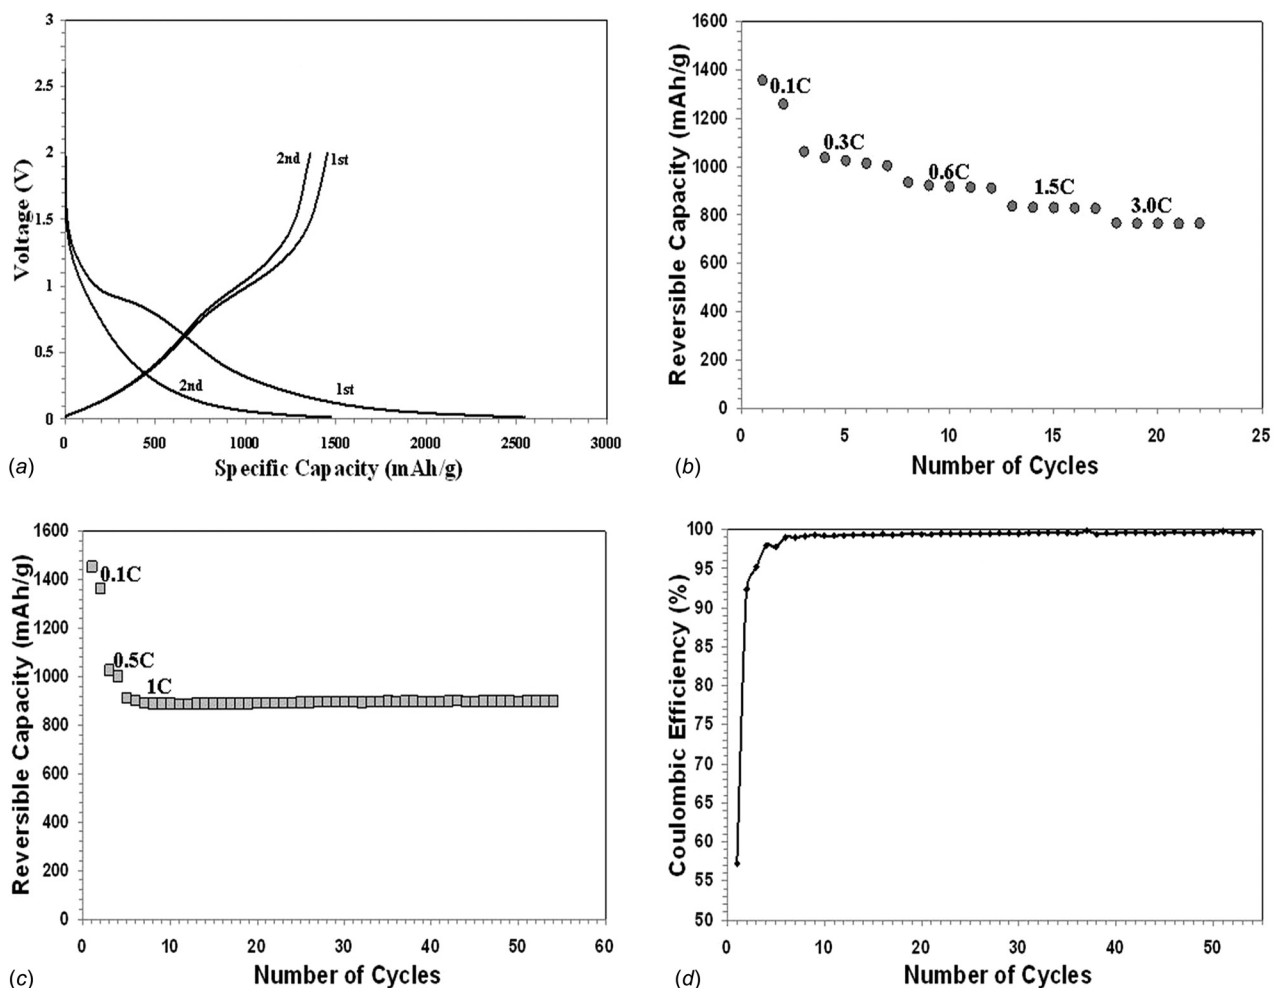 3
2.5
2
1.5
1
0.5
0
Voltage (V)
2nd
1st
2nd
1st
0
500
1000
1500
2000
2500
3000
Specific Capacity (mAh/g)
(a)
1600
1400
1200
1000
800
600
400
200
0
Reversible Capacity (mAh/g)
0.1C
0.3C
0.6C
1.5C
3.0C
0
5
10
15
20
25
Number of Cycles
(b)
1600
1400
1200
1000
800
600
400
200
0
Reversible Capacity (mAh/g)
0.1C
0.5C
1C
0
10
20
30
40
50
60
Number of Cycles
(c)
100
95
90
85
80
75
70
65
60
55
50
Coulombic Efficiency (%)
0
10
20
30
40
50
Number of Cycles
(d)